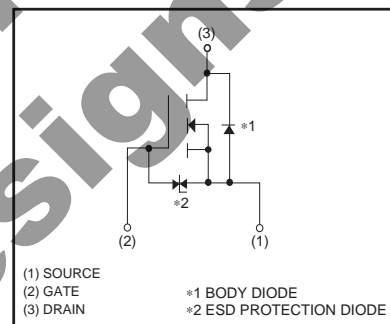 (3)
∗1
∗2
(2)
(1)
(1) SOURCE
(2) GATE
(3) DRAIN
∗1 BODY DIODE
∗2 ESD PROTECTION DIODE